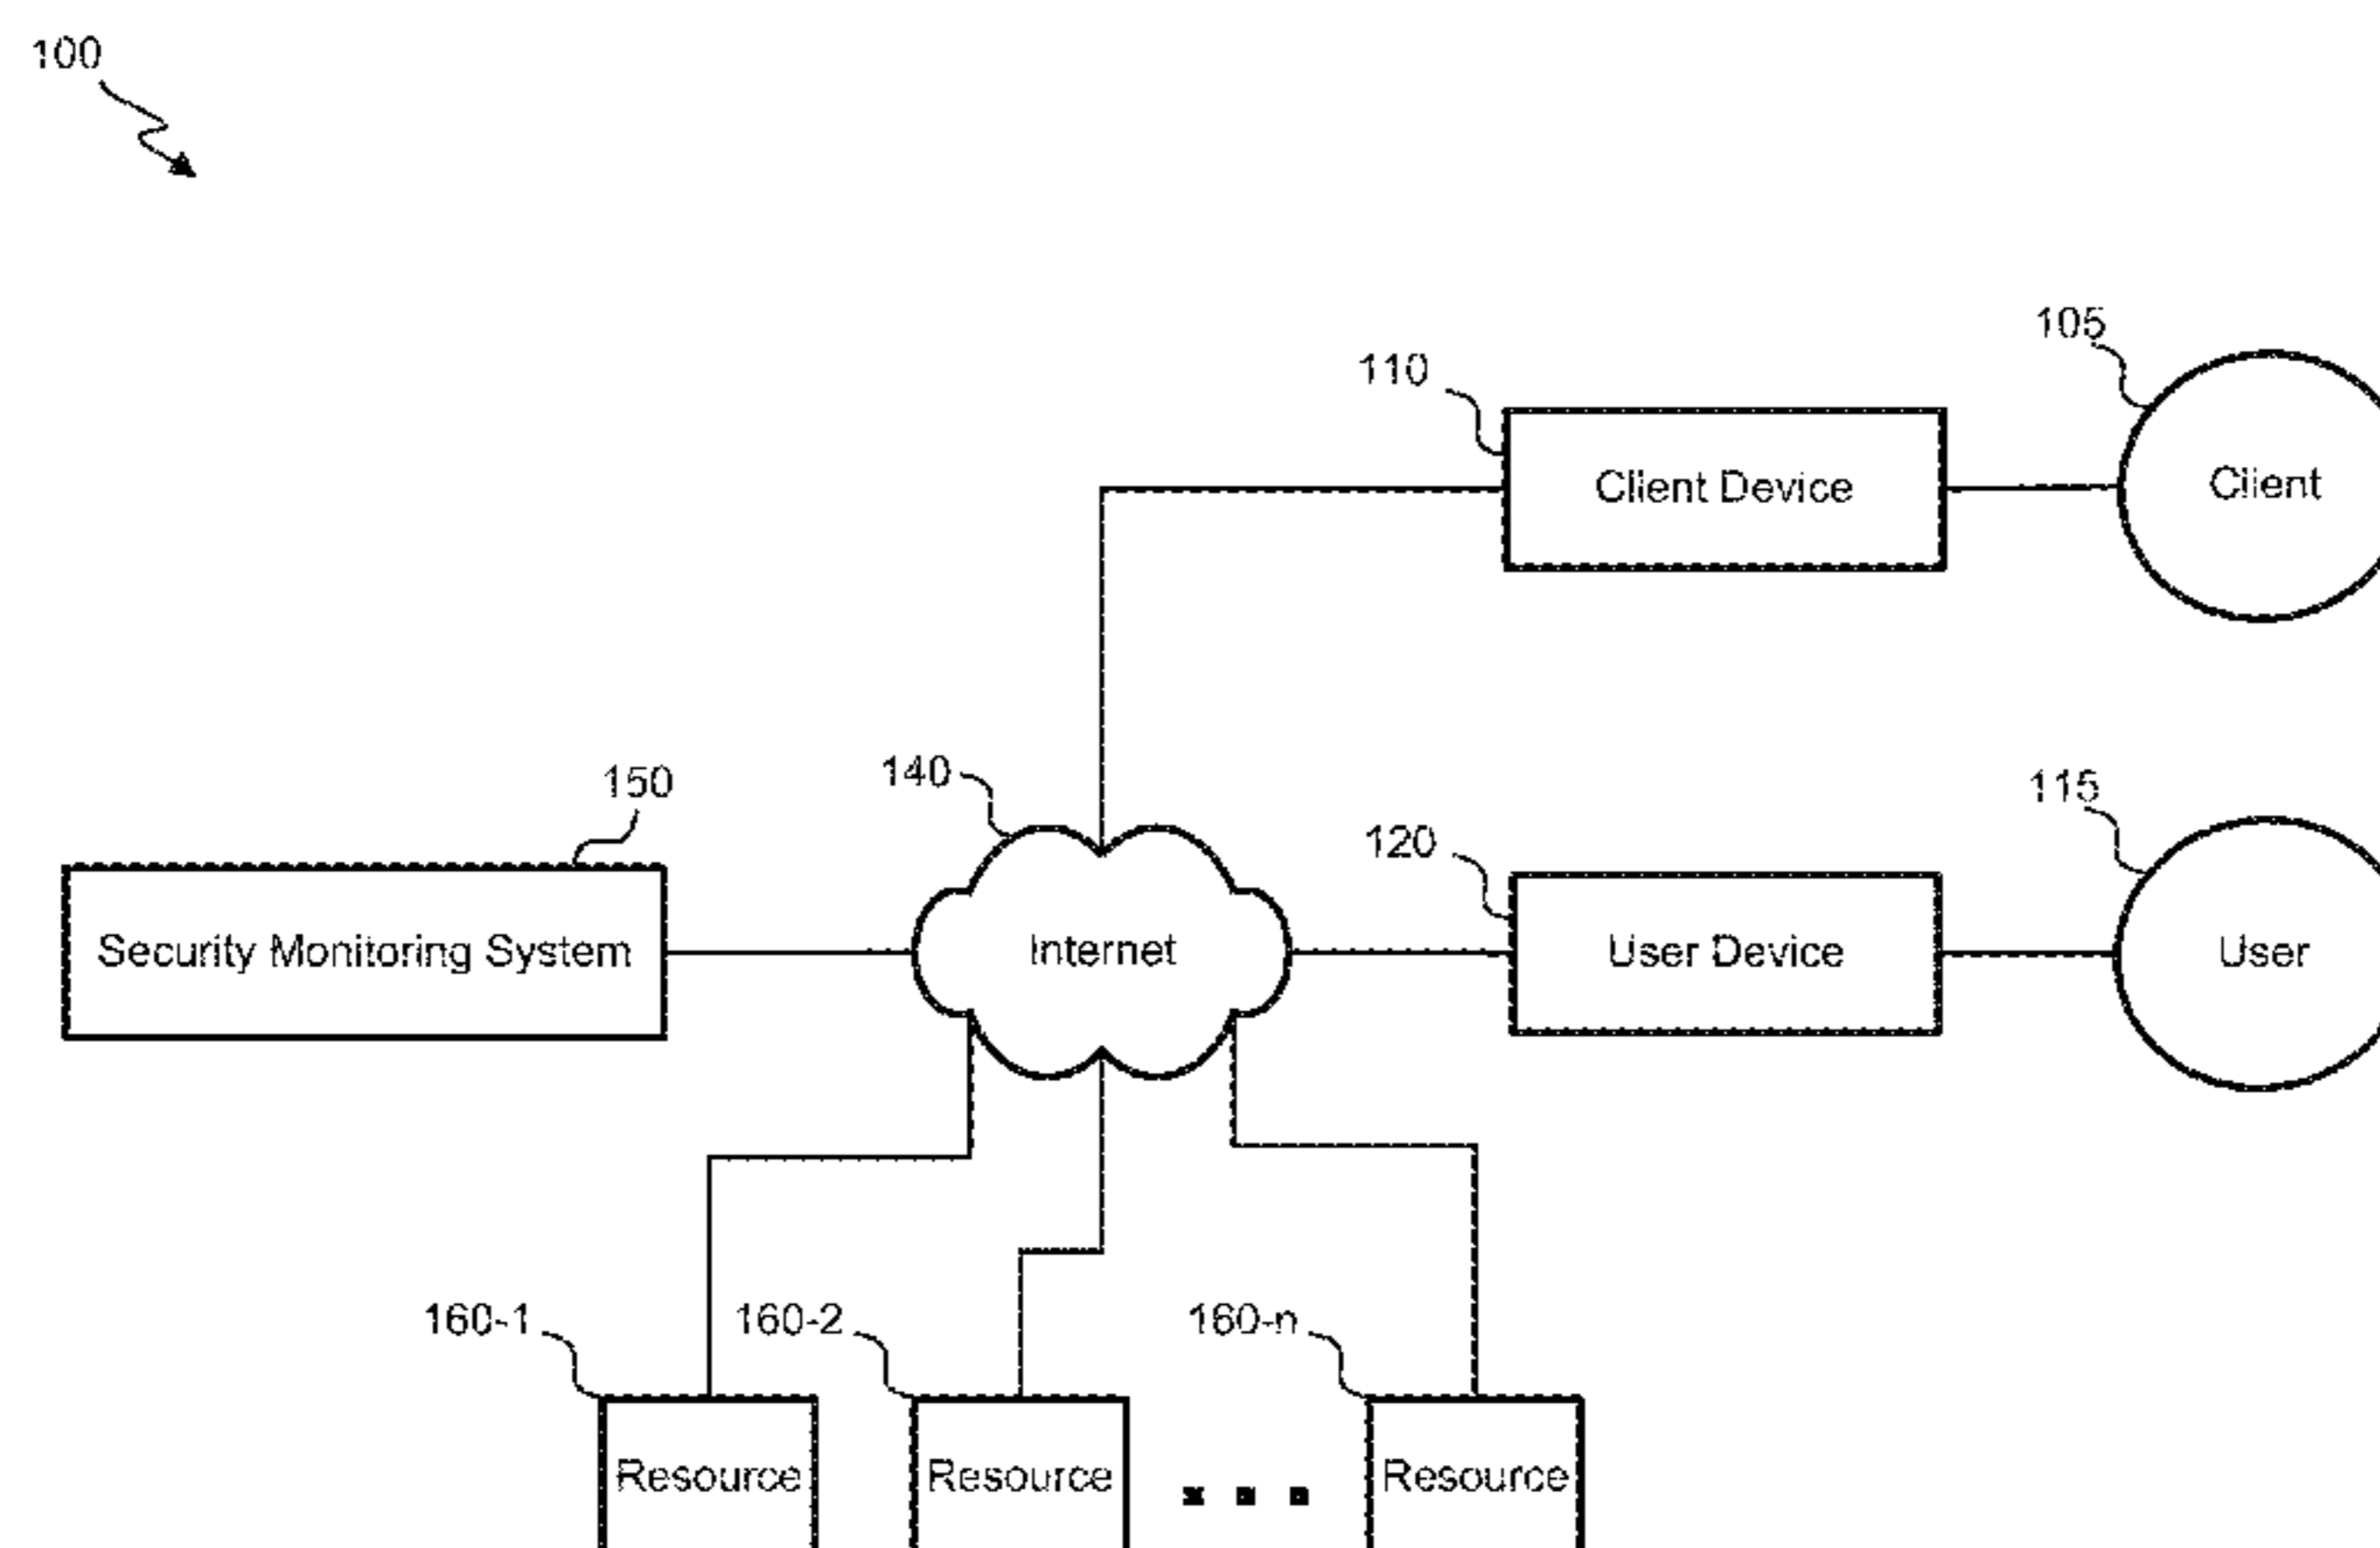 100
105
110
Client Device
Client
140
150
115
120
Security Monitoring System
Internet
User Device
User
160-1
160-2
160-n
Resource
Resource
Resource